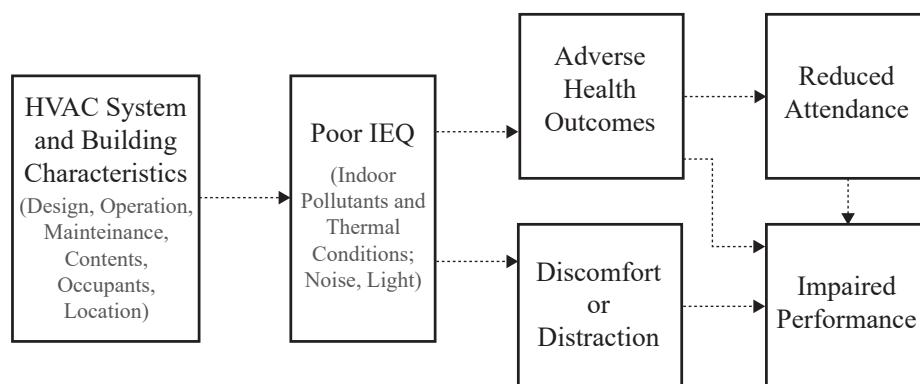 HVAC System
and Building
Characteristics
(Design, Operation,
Mainteinance,
Contents,
Occupants,
Location)
Poor IEQ
(Indoor
Pollutants and
Thermal
Conditions;
Noise, Light)
Adverse
Health
Outcomes
Discomfort
or
Distraction
Reduced
Attendance
Impaired
Performance